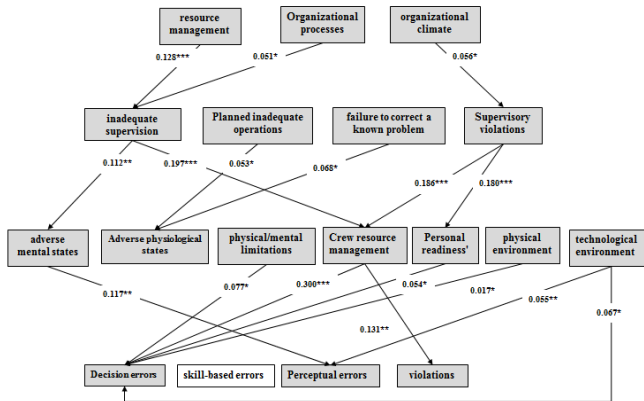 resource
management
Organizational
processes
organizational
climate
0.128***
0.051*
0.056*
inadequate
supervision
Planned inadequate
operations
failure to correct a
known problem
Supervisory
violations
0.112**
0.197***
0.053*
0.068*
0.186***
0.180***
adverse
mental states
Adverse physiological
states
physical/mental
limitations
Crew resource
management
Personal
readiness'
physical
environment
technological
environment
0.117**
0.077*
0.300***
0.054*
0.017*
0.055**
0.067*
0.131**
Decision errors
skill-based errors
Perceptual errors
violations